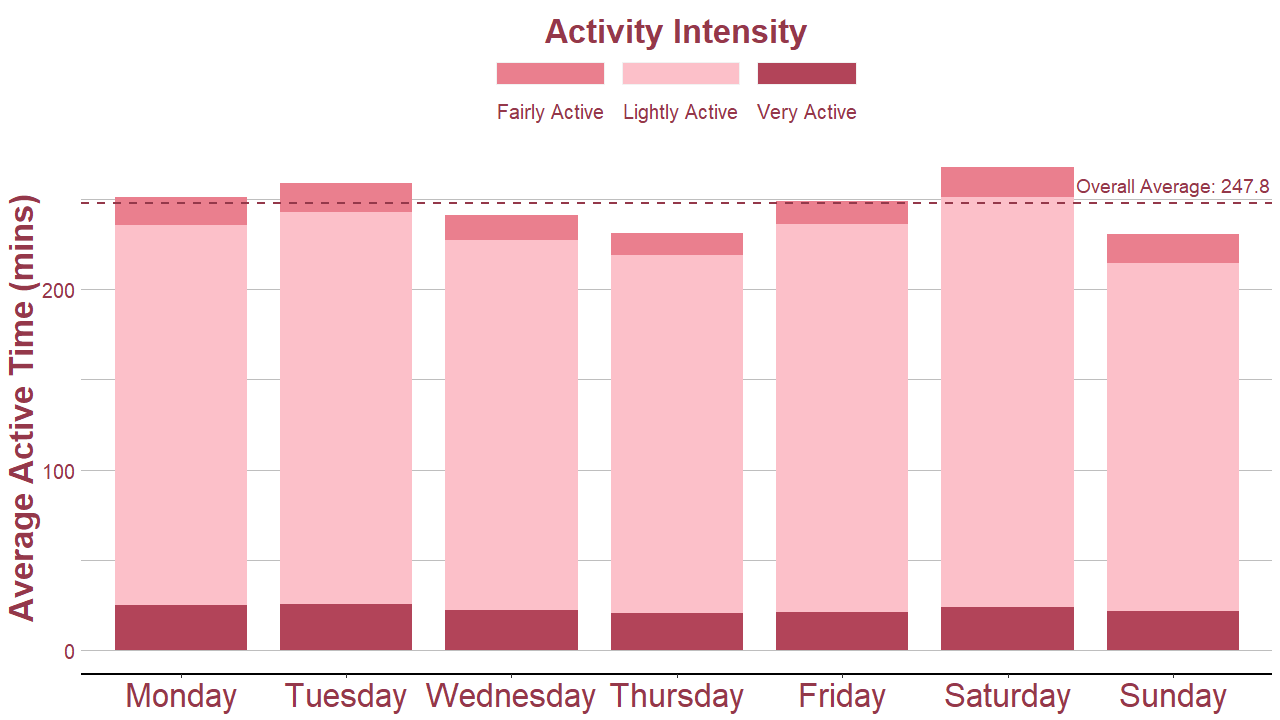 Activity Intensity
Fairly Active
Lightly Active
Very Active
Average Active Time (mins)
Overall Average: 247.8
200
100
0
Monday
Tuesday
Wednesday
Thursday
Friday
Saturday
Sunday